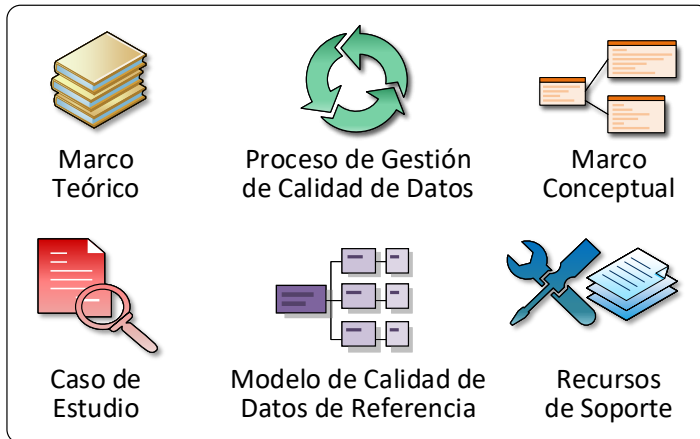 Marco
Teórico
Proceso de Gestión
de Calidad de Datos
Marco
Conceptual
Caso de
Estudio
Modelo de Calidad de
Datos de Referencia
Recursos
de Soporte